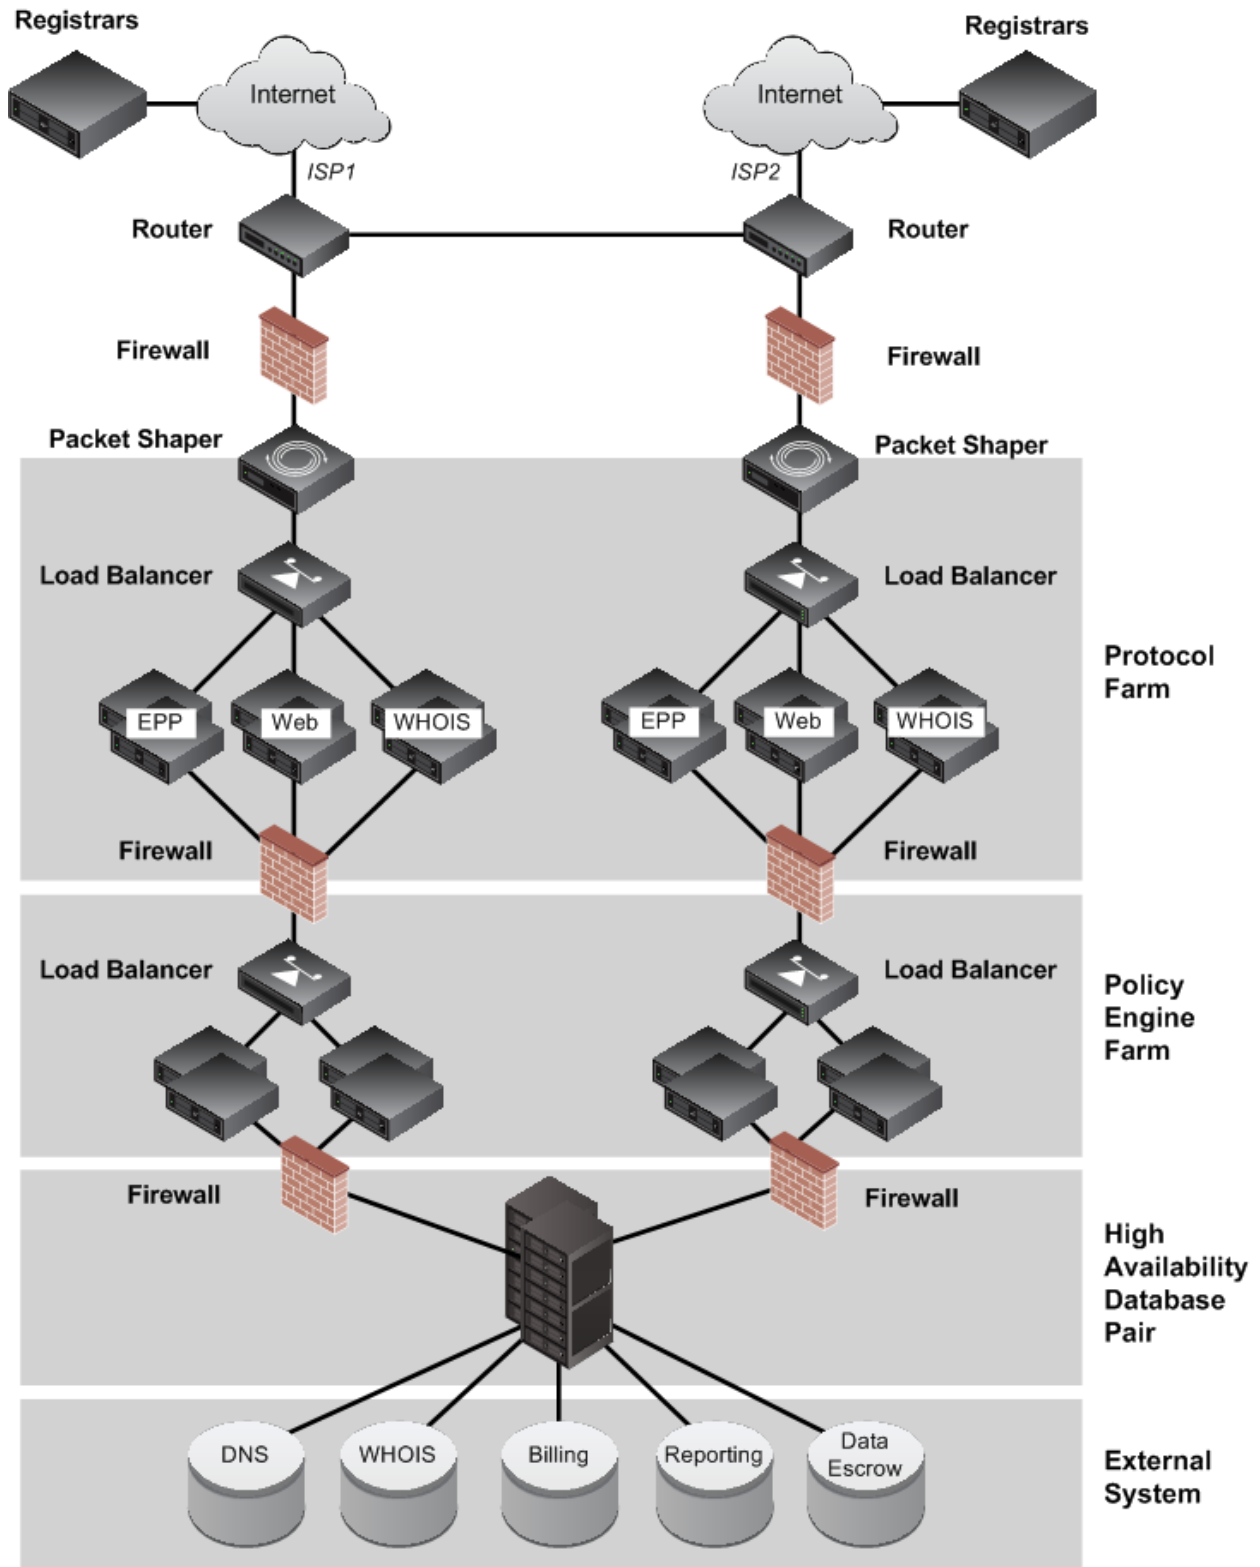 Registrars
Registrars
Internet
Internet
ISP1
ISP2
Router
Router
Firewall
Firewall
Packet Shaper
Packet Shaper
Load Balancer
Load Balancer
Protocol
Farm
EPP
Web
WHOIS
EPP
Web
WHOIS
Firewall
Firewall
Load Balancer
Load Balancer
Policy
Engine
Farm
Firewall
Firewall
High
Availability
Database
Pair
DNS
WHOIS
Billing
Reporting
Data
Escrow
External
System